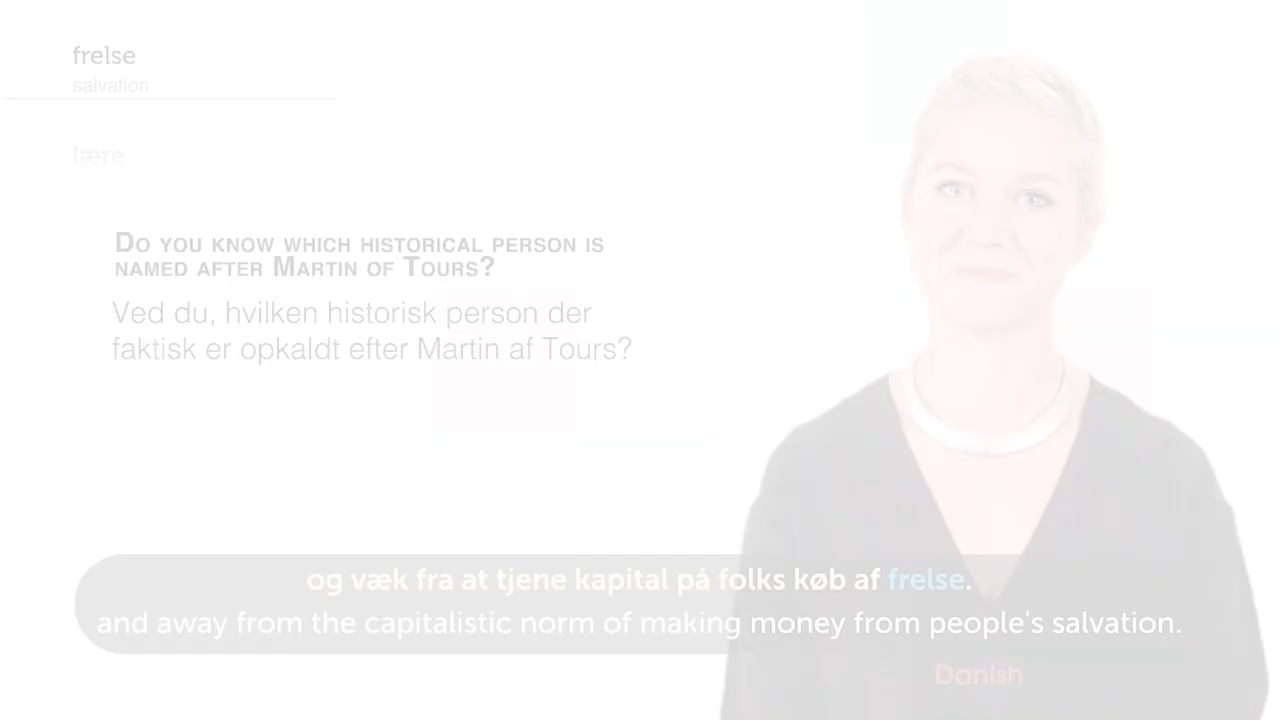 frelse
salvation
lære
Do you know which historical person is
named after Martin of Tours?
Ved du, hvilken historisk person der
faktisk er opkaldt efter Martin af Tours?
og væk fra at tjene kapital på folks køb af frelse.
and away from the capitalistic norm of making money from people's salvation.
Danish